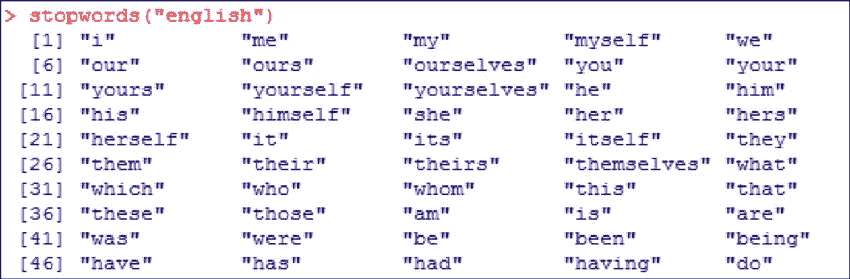 > stopwords("english")
[1] "i" "me" "my" "myself" "we"
[6] "our" "ours" "ourselves" "you" "your"
[11] "yours" "yourself" "yourselves" "he" "him"
[16] "his" "himself" "she" "her" "hers"
[21] "herself" "it" "its" "itself" "they"
[26] "them" "their" "theirs" "themselves" "what"
[31] "which" "who" "whom" "this" "that"
[36] "these" "those" "am" "is" "are"
[41] "was" "were" "be" "been" "being"
[46] "have" "has" "had" "having" "do"